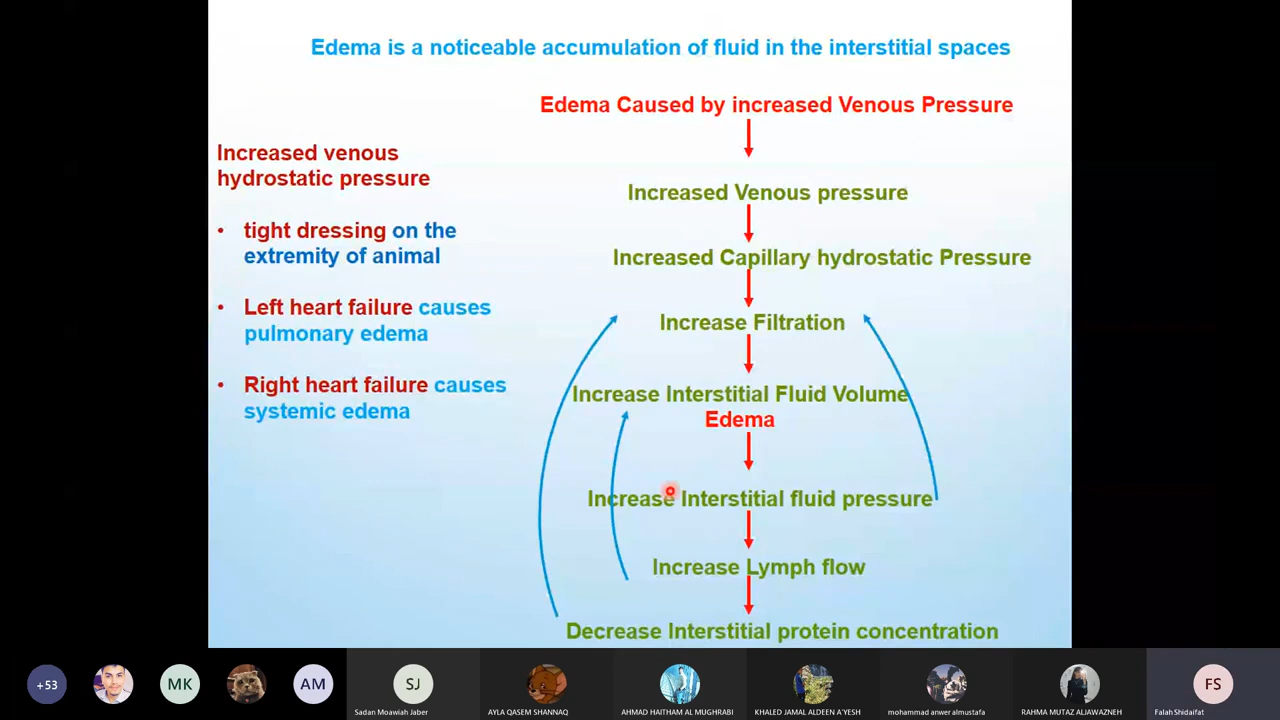 Edema is a noticeable accumulation of fluid in the interstitial spaces
Edema Caused by increased Venous Pressure
Increased venous
hydrostatic pressure
• tight dressing on the
extremity of animal
• Left heart failure causes
pulmonary edema
• Right heart failure causes
systemic edema
Increased Venous pressure
Increased Capillary hydrostatic Pressure
Increase Filtration
Increase Interstitial Fluid Volume
Edema
Increase Interstitial fluid pressure
Increase Lymph flow
Decrease Interstitial protein concentration
+53
MK
AM
SJ
FS
Sadan Moawiah Jaber
AYLA QASEM SHANNAQ
AHMAD HAITHAM AL MUGHRABI
KHALED JAMAL ALDEEN A'YESH
mohammad anwer almustafa
RAHMA MUTAZ ALJAWAZNEH
Falah Shidaifat